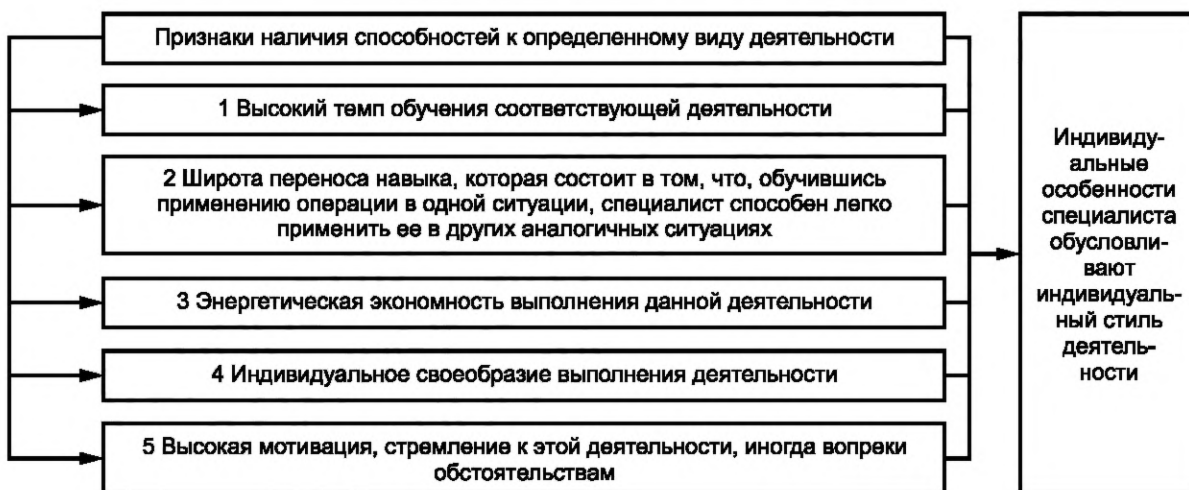 Признаки наличия способностей к определенному виду деятельности
1 Высокий темп обучения соответствующей деятельности
2 Широта переноса навыка, которая состоит в том, что, обучившись
применению операции в одной ситуации, специалист способен легко
применить ее в других аналогичных ситуациях
3 Энергетическая экономность выполнения данной деятельности
4 Индивидуальное своеобразие выполнения деятельности
5 Высокая мотивация, стремление к этой деятельности, иногда вопреки
обстоятельствам
Индивиду-
альные
особенности
специалиста
обусловли-
вают
индивидуаль-
ный стиль
деятель-
ности